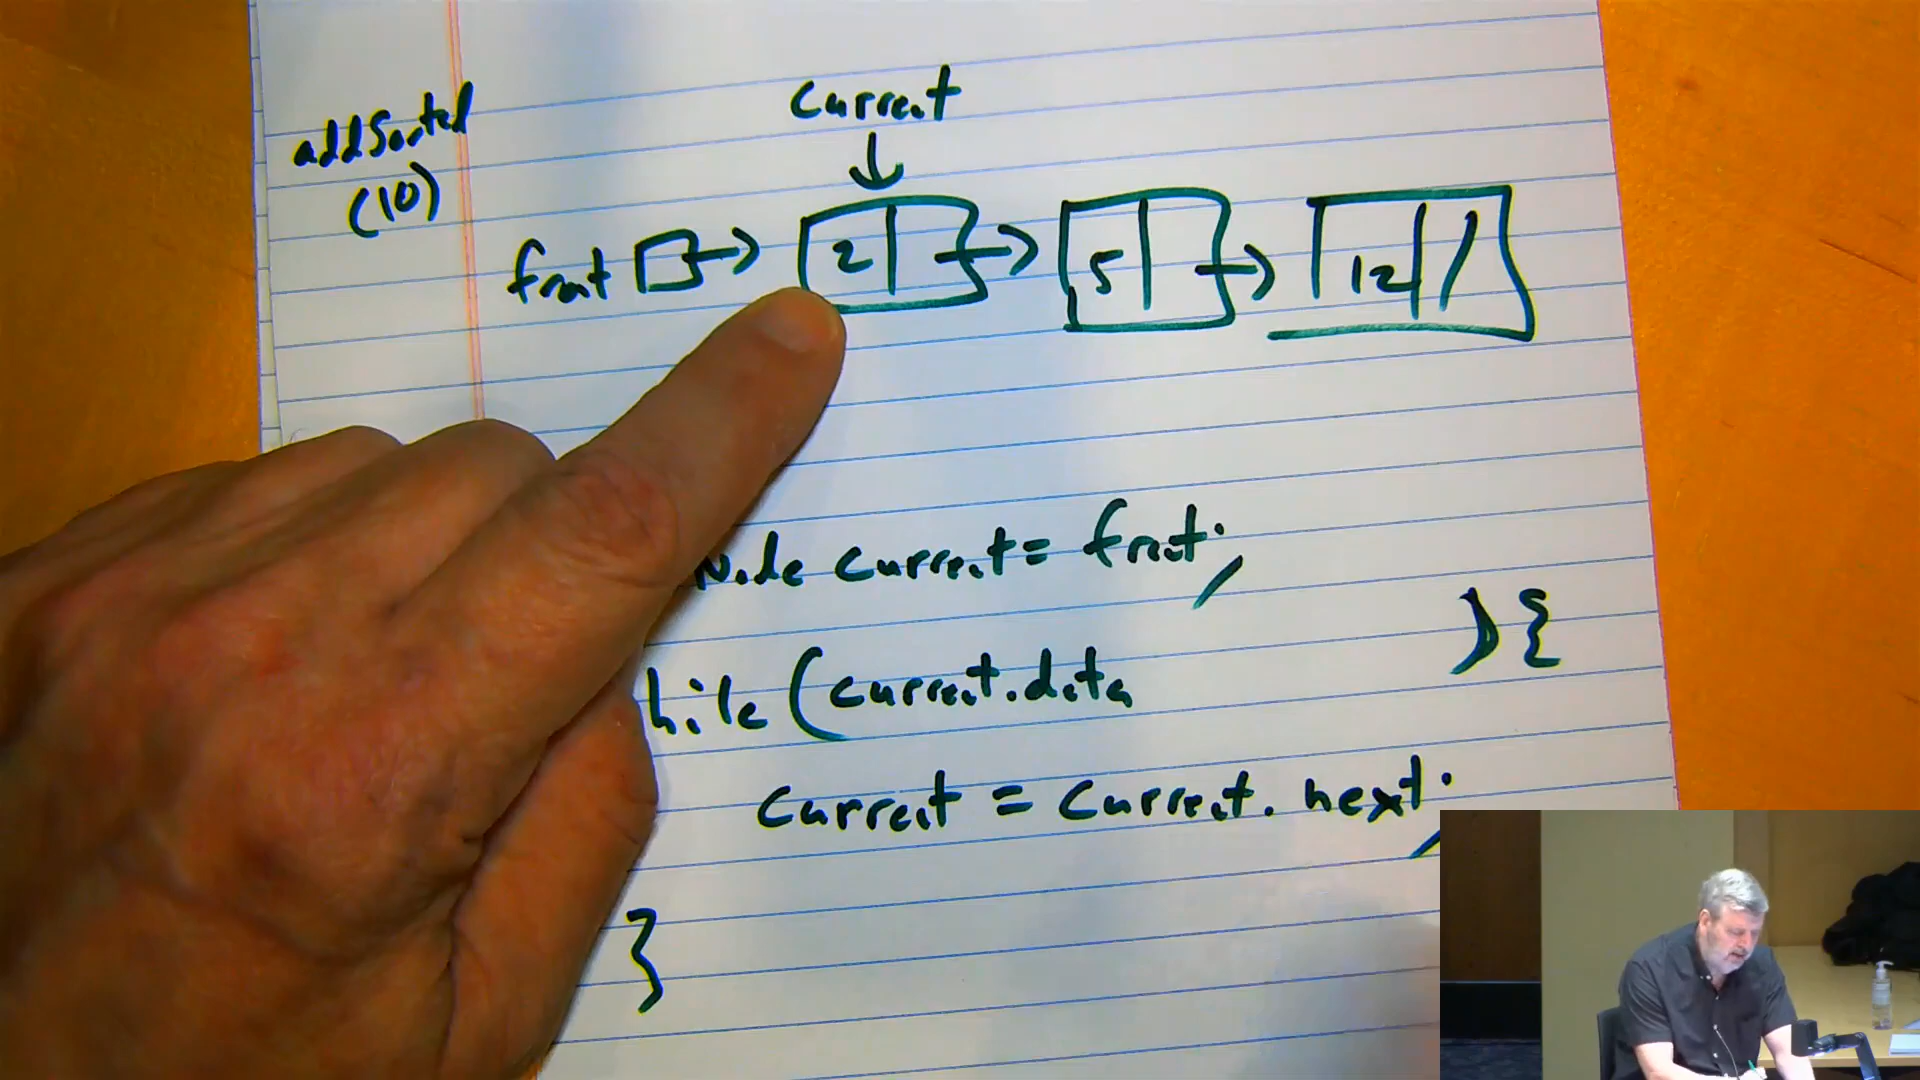 addSorted
(10)
Current
↓
front → 2 → 5 → 12 /
Node current = front;
hile (current.data ) {
current = current.next;
}